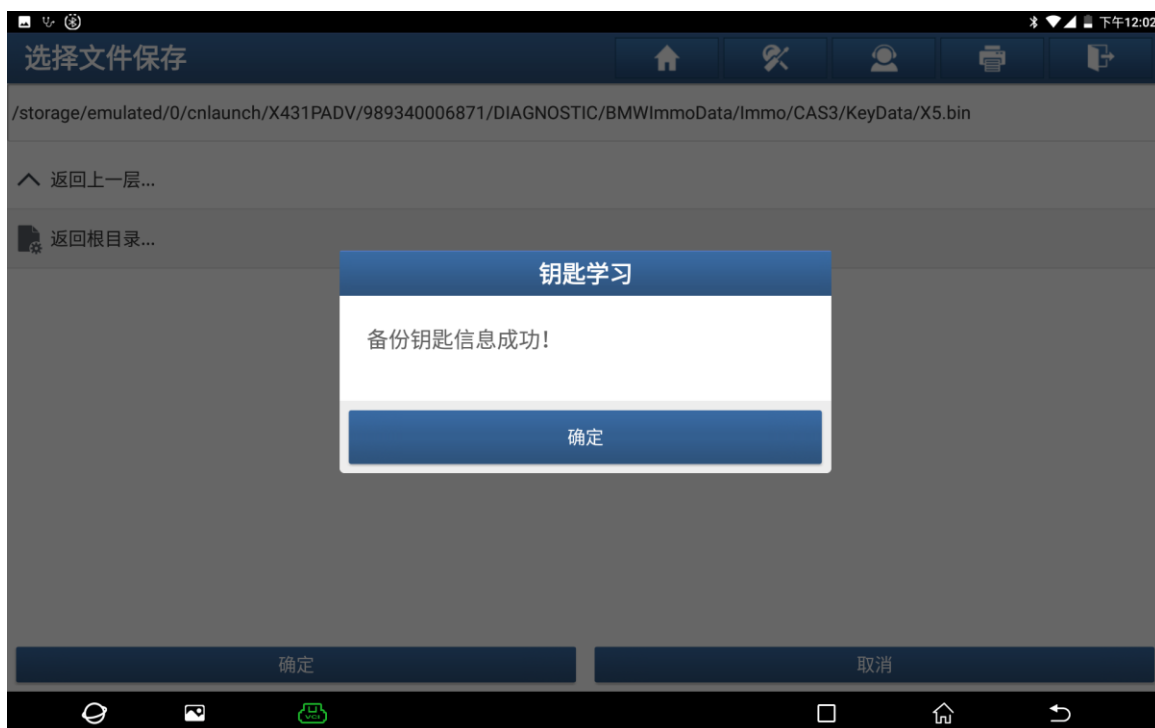 下午12:02
选择文件保存
/storage/emulated/0/cnlaunch/X431PADV/989340006871/DIAGNOSTIC/BMWImmoData/Immo/CAS3/KeyData/X5.bin
返回上一层...
返回根目录...
钥匙学习
备份钥匙信息成功!
确定
确定
取消
VCI